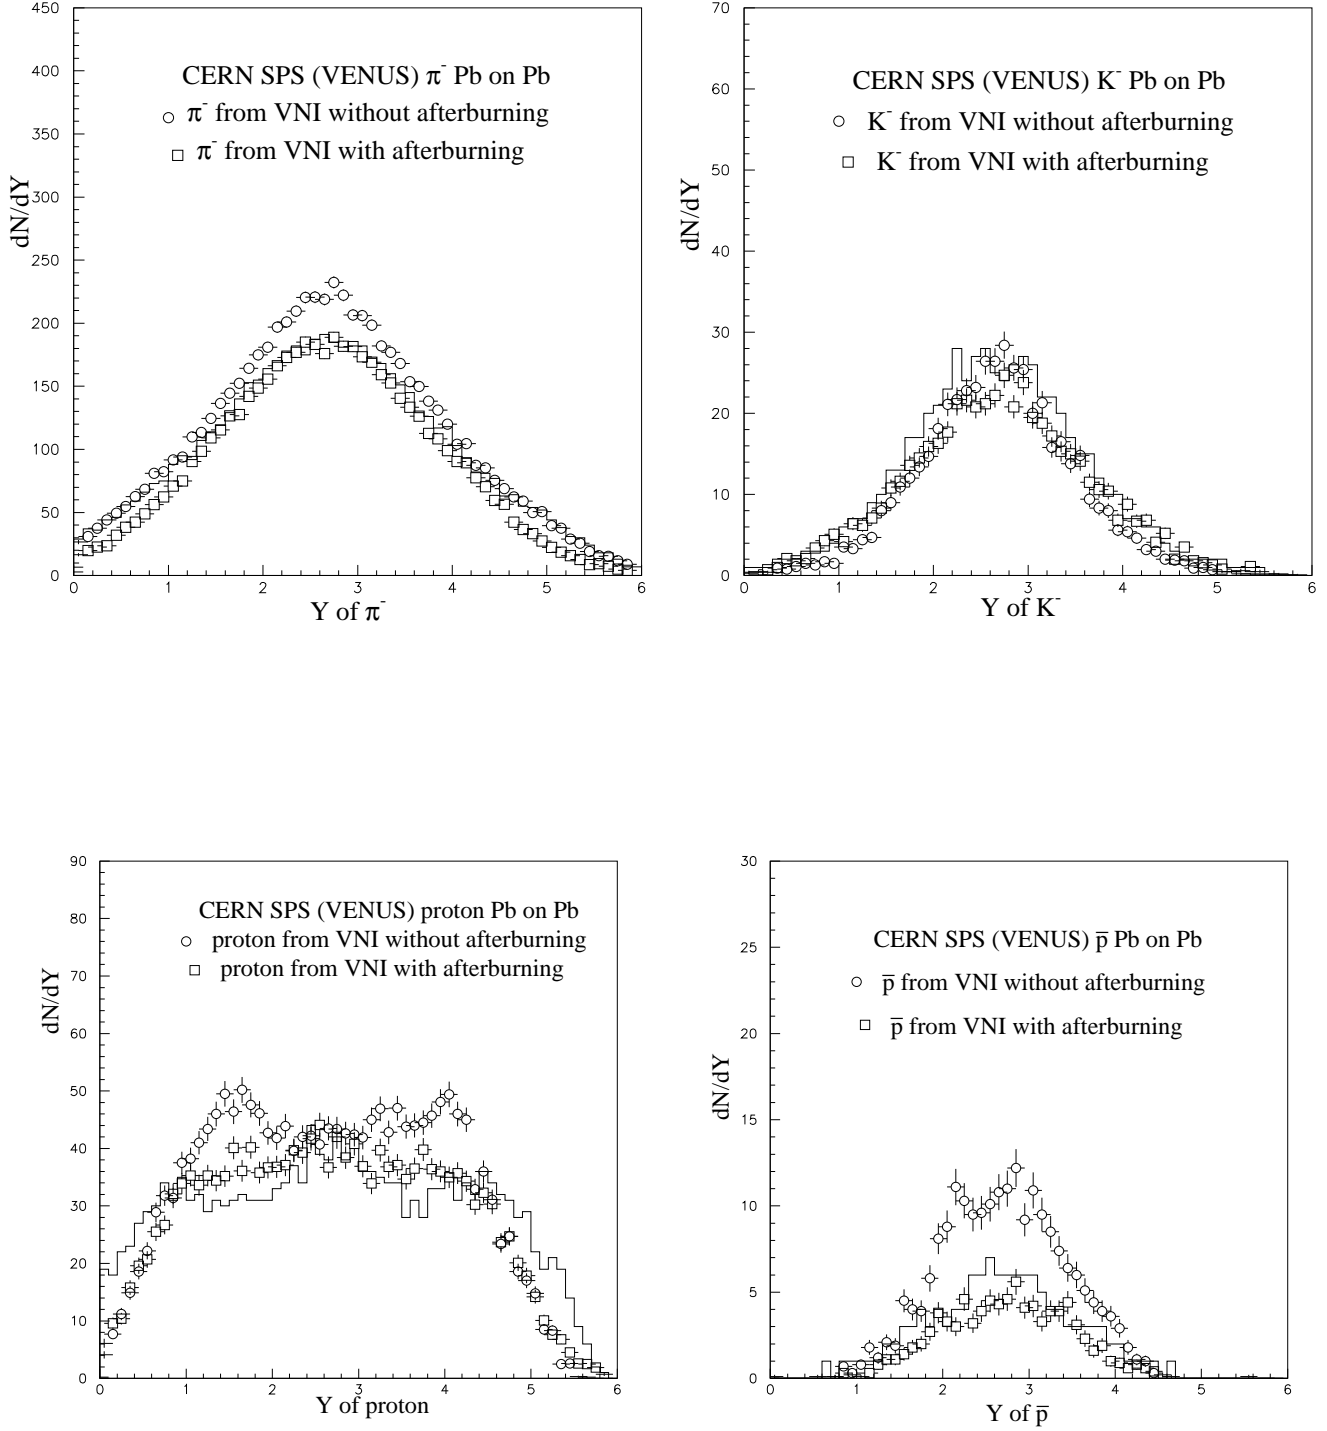 CERN SPS (VENUS) π⁻ Pb on Pb
π⁻ from VNI without afterburning
π⁻ from VNI with afterburning
dN/dY
450
400
350
300
250
200
150
100
50
0
0 1 2 3 4 5 6
Y of π⁻
CERN SPS (VENUS) K⁻ Pb on Pb
K⁻ from VNI without afterburning
K⁻ from VNI with afterburning
dN/dY
70
60
50
40
30
20
10
0
0 1 2 3 4 5 6
Y of K⁻
CERN SPS (VENUS) proton Pb on Pb
proton from VNI without afterburning
proton from VNI with afterburning
dN/dY
90
80
70
60
50
40
30
20
10
0
0 1 2 3 4 5 6
Y of proton
CERN SPS (VENUS) p̅ Pb on Pb
p̅ from VNI without afterburning
p̅ from VNI with afterburning
dN/dY
30
25
20
15
10
5
0
0 1 2 3 4 5 6
Y of p̅